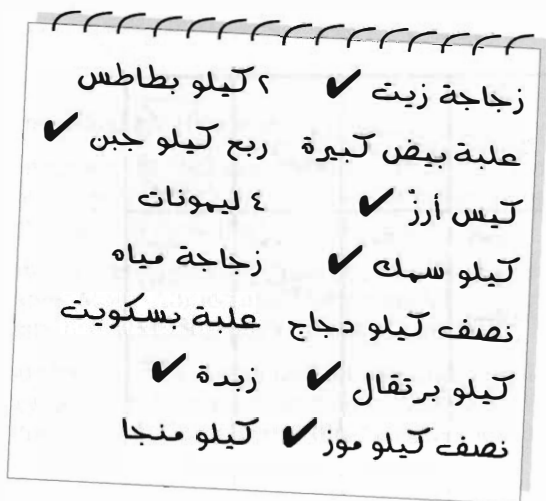 زجاجة زيت ✔ ٢ كيلو بطاطس
علبة بيض كبيرة ربع كيلو جبن ✔
كيس أرزّ ✔ ٤ ليمونات
كيلو سمك ✔ زجاجة مياه
نصف كيلو دجاج علبة بسكويت
كيلو برتقال ✔ زبدة ✔
نصف كيلو موز ✔ كيلو منجا